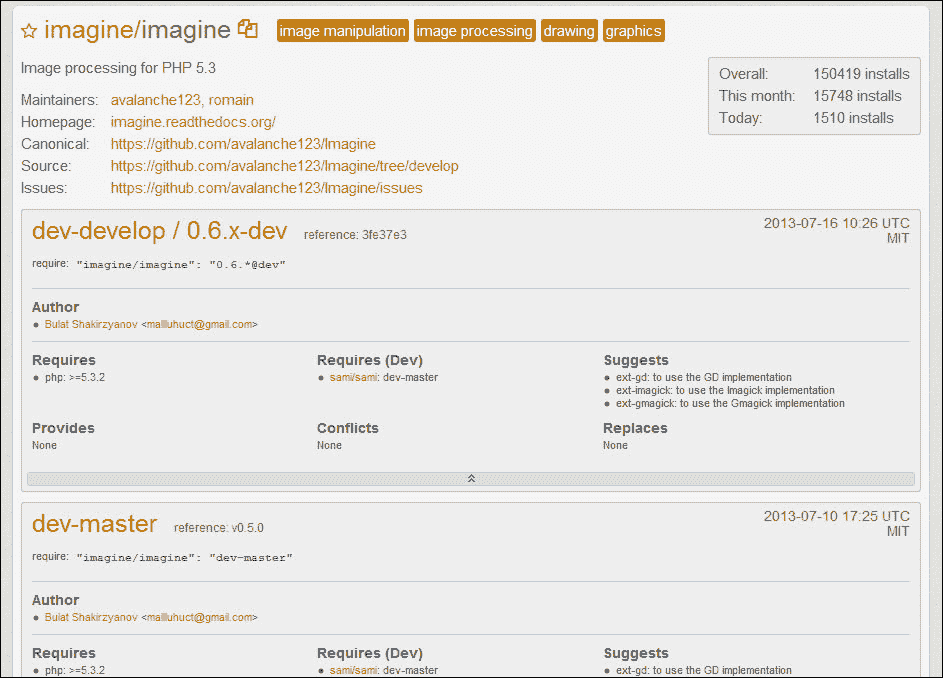 imagine/imagine image manipulation image processing drawing graphics
Image processing for PHP 5.3
Overall: 150419 installs
This month: 15748 installs
Today: 1510 installs
Maintainers: avalanche123, romain
Homepage: imagine.readthedocs.org/
Canonical: https://github.com/avalanche123/Imagine
Source: https://github.com/avalanche123/Imagine/tree/develop
Issues: https://github.com/avalanche123/Imagine/issues
dev-develop / 0.6.x-dev reference: 3fe37e3 2013-07-16 10:26 UTC
MIT
require: "imagine/imagine": "0.6.*@dev"
Author
Bulat Shakirzyanov <mallluhuct@gmail.com>
Requires Requires (Dev) Suggests
php: >=5.3.2 sami/sami: dev-master ext-gd: to use the GD implementation
ext-imagick: to use the Imagick implementation
ext-gmagick: to use the Gmagick implementation
Provides Conflicts Replaces
None None None
dev-master reference: v0.5.0 2013-07-10 17:25 UTC
MIT
require: "imagine/imagine": "dev-master"
Author
Bulat Shakirzyanov <mallluhuct@gmail.com>
Requires Requires (Dev) Suggests
php: >=5.3.2 sami/sami: dev-master ext-gd: to use the GD implementation